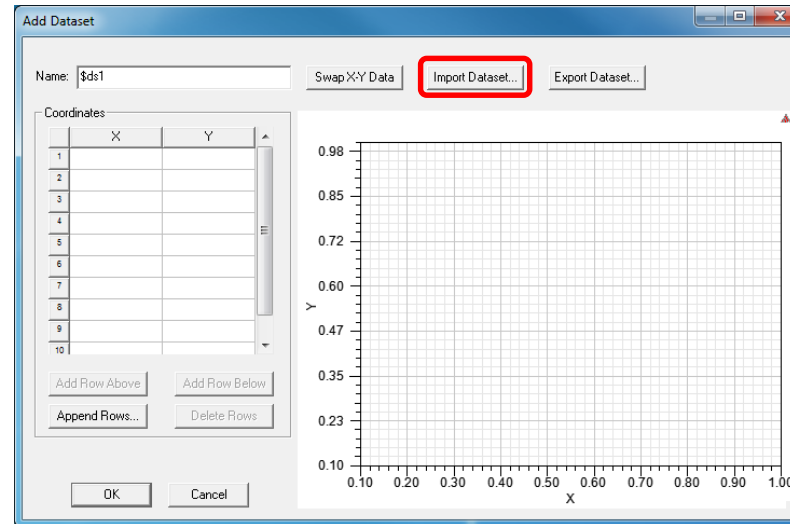 Add Dataset
Name: $ds1
Swap X-Y Data
Import Dataset...
Export Dataset...
Coordinates
X Y
1
2
3
4
5
6
7
8
9
10
Add Row Above
Add Row Below
Append Rows...
Delete Rows
OK
Cancel
0.98
0.85
0.72
0.60
0.47
0.35
0.23
0.10
Y
0.10 0.20 0.30 0.40 0.50 0.60 0.70 0.80 0.90 1.00
X